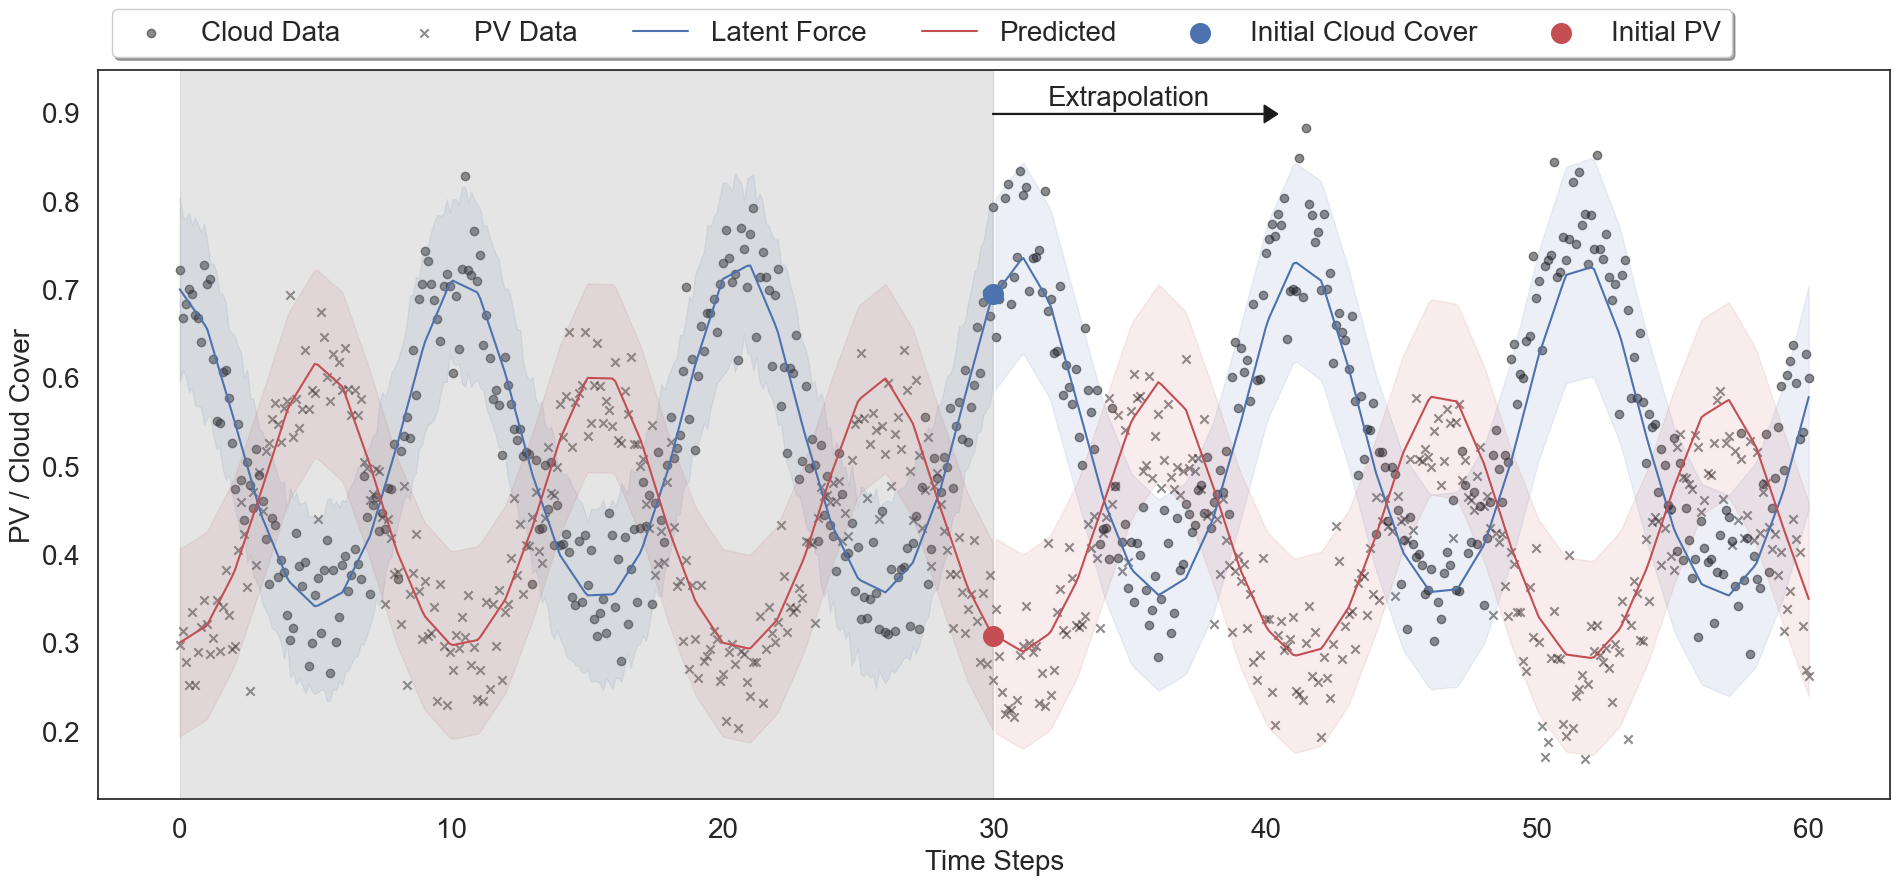 Cloud Data PV Data Latent Force Predicted Initial Cloud Cover Initial PV
Extrapolation
PV / Cloud Cover
0.9
0.8
0.7
0.6
0.5
0.4
0.3
0.2
0 10 20 30 40 50 60
Time Steps